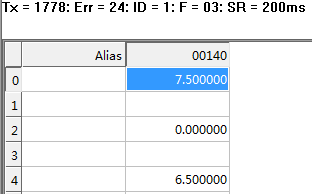 Tx = 1778: Err = 24: ID = 1: F = 03: SR = 200ms
Alias 00140
0 7.500000
1
2 0.000000
3
4 6.500000